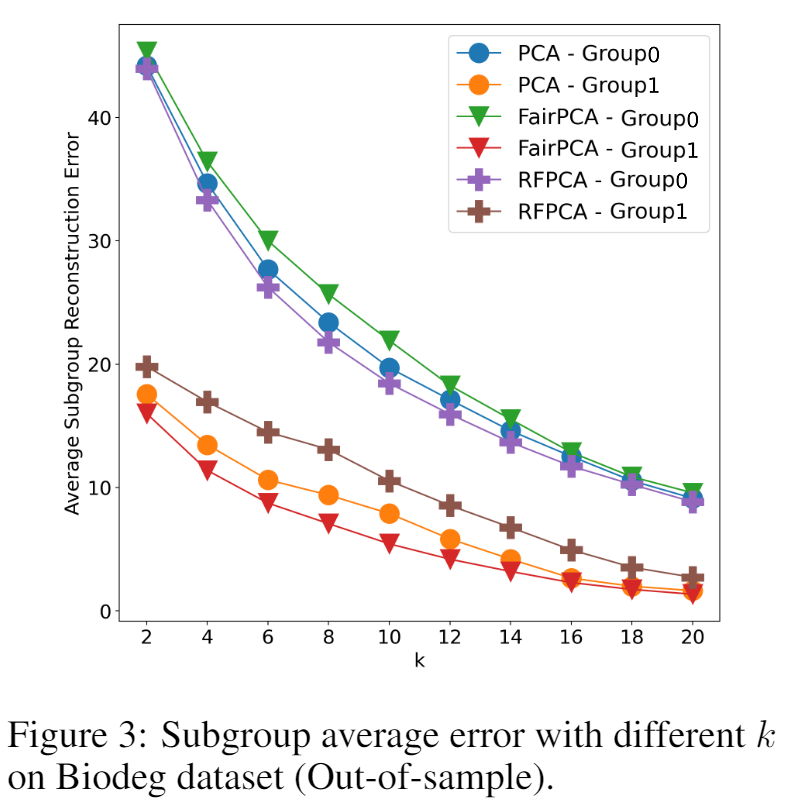 PCA - Group0
PCA - Group1
FairPCA - Group0
FairPCA - Group1
RFPCA - Group0
RFPCA - Group1
Average Subgroup Reconstruction Error
40
30
20
10
0
2 4 6 8 10 12 14 16 18 20
k
Figure 3: Subgroup average error with different k
on Biodeg dataset (Out-of-sample).